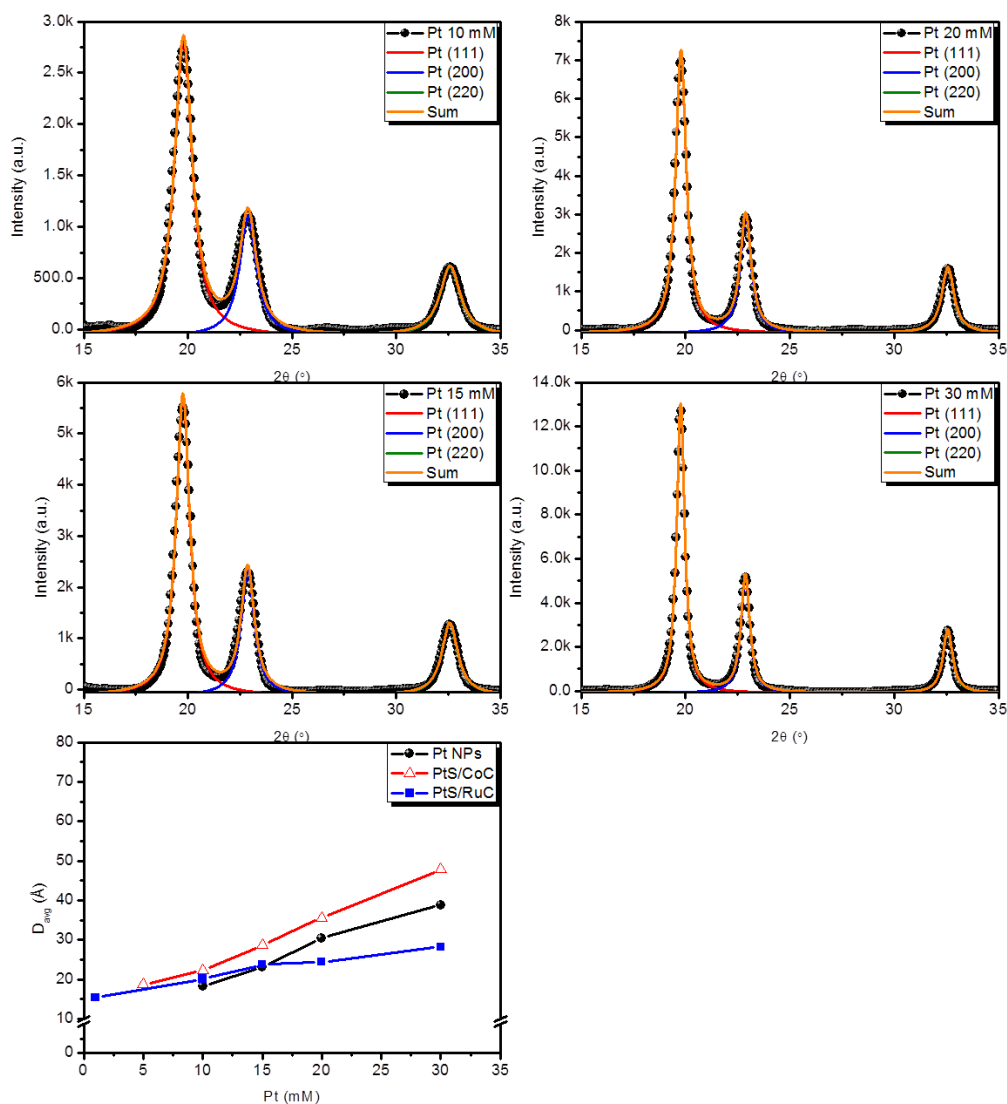 3.0k
2.5k
2.0k
1.5k
1.0k
500.0
0.0
Intensity (a.u.)
Pt 10 mM
Pt (111)
Pt (200)
Pt (220)
Sum
15 20 25 30 35
2θ (°)
8k
7k
6k
5k
4k
3k
2k
1k
0
Intensity (a.u.)
Pt 20 mM
Pt (111)
Pt (200)
Pt (220)
Sum
15 20 25 30 35
2θ (°)
6k
5k
4k
3k
2k
1k
0
Intensity (a.u.)
Pt 15 mM
Pt (111)
Pt (200)
Pt (220)
Sum
15 20 25 30 35
2θ (°)
14.0k
12.0k
10.0k
8.0k
6.0k
4.0k
2.0k
0.0
Intensity (a.u.)
Pt 30 mM
Pt (111)
Pt (200)
Pt (220)
Sum
15 20 25 30 35
2θ (°)
80
70
60
50
40
30
20
10
0
Davg (Å)
Pt NPs
PtS/CoC
PtS/RuC
0 5 10 15 20 25 30 35
Pt (mM)